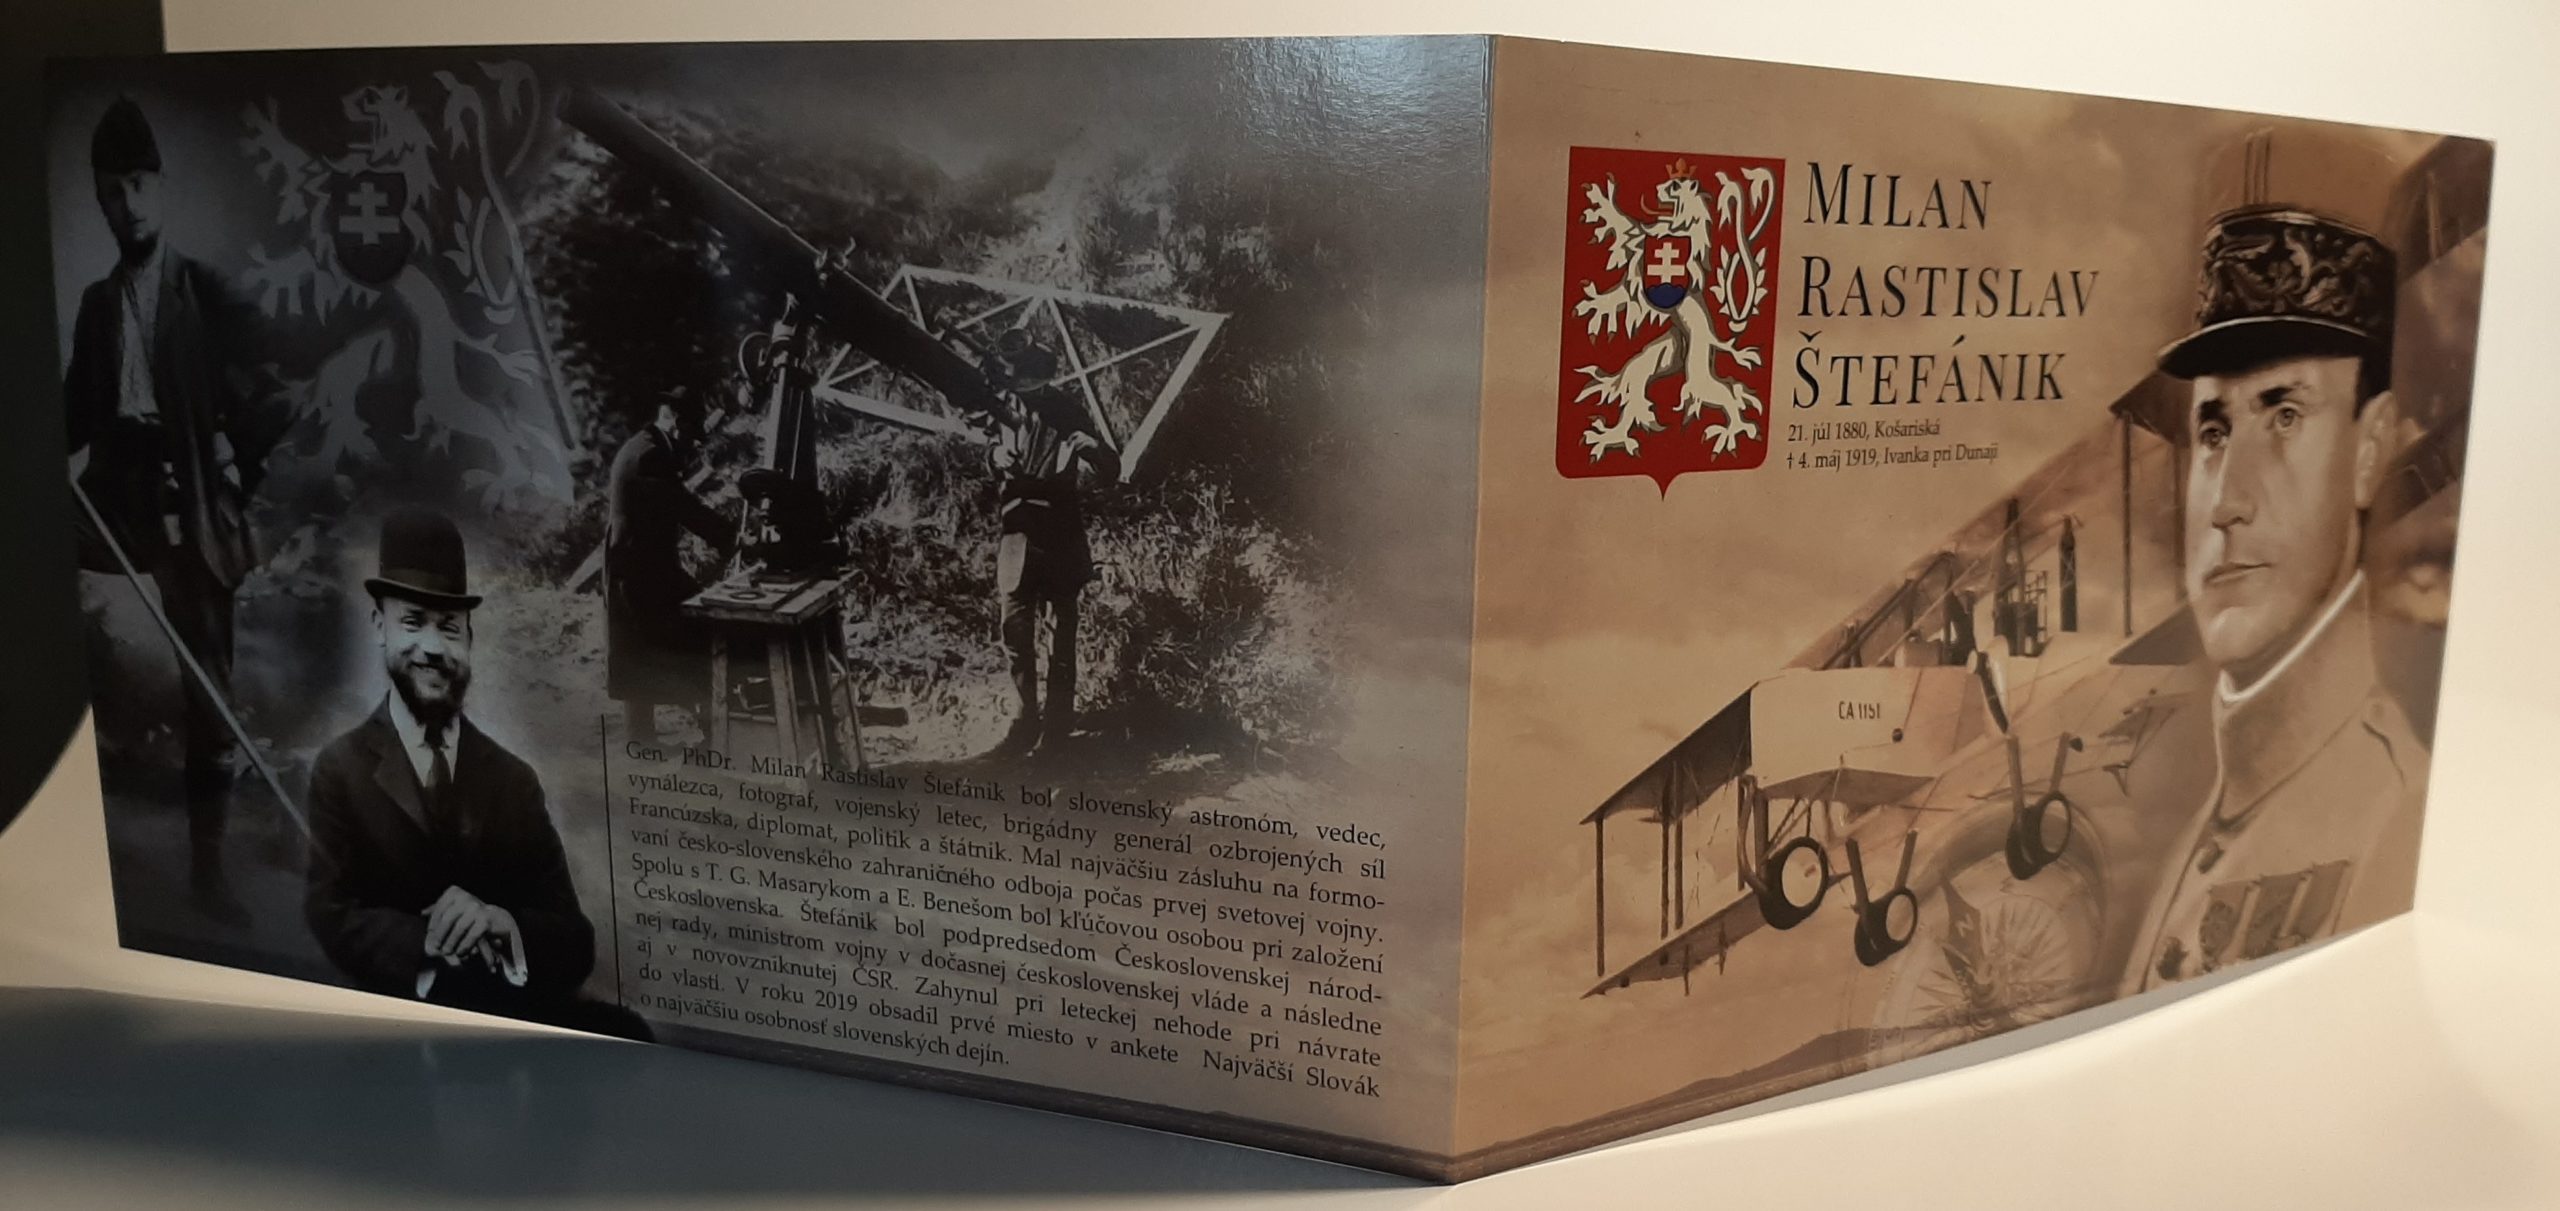 Gen. PhDr. Milan Rastislav Štefánik bol slovenský astronóm, vedec,
vynálezca, fotograf, vojenský letec, brigádny generál ozbrojených síl
Francúzska, diplomat, politik a štátnik. Mal najväčšiu zásluhu na formo-
vaní česko-slovenského zahraničného odboja počas prvej svetovej vojny.
Spolu s T. G. Masarykom a E. Benešom bol kľúčovou osobou pri založení
Československa. Štefánik bol podpredsedom Československej národ-
nej rady, ministrom vojny v dočasnej československej vláde a následne
aj v novovzniknutej ČSR. Zahynul pri leteckej nehode pri návrate
do vlasti. V roku 2019 obsadil prvé miesto v ankete Najväčší Slovák
o najväčšiu osobnosť slovenských dejín.
MILAN
RASTISLAV
ŠTEFÁNIK
21. júl 1880, Košariská
† 4. máj 1919, Ivanka pri Dunaji
CA 1151